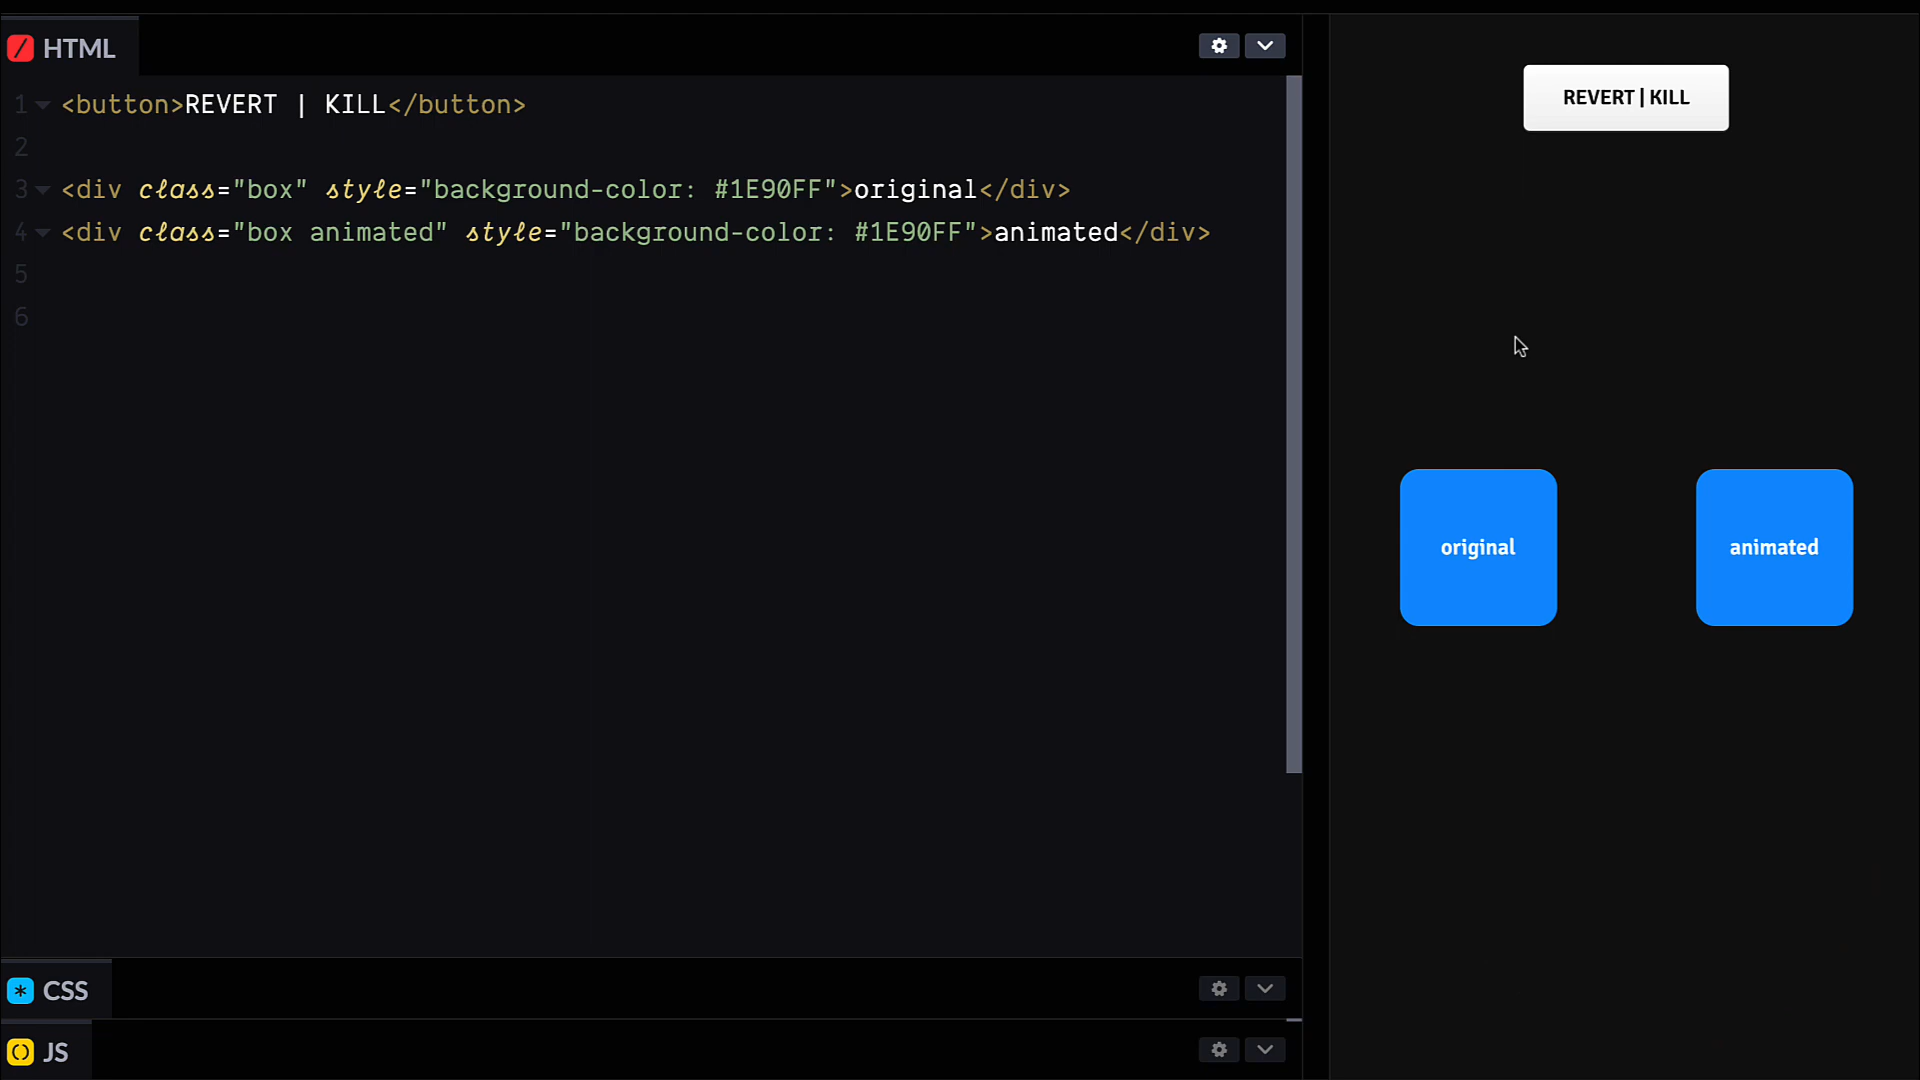 HTML
1 <button>REVERT | KILL</button>
2
3 <div class="box" style="background-color: #1E90FF">original</div>
4 <div class="box animated" style="background-color: #1E90FF">animated</div>
5
6
CSS
JS
REVERT | KILL
original
animated